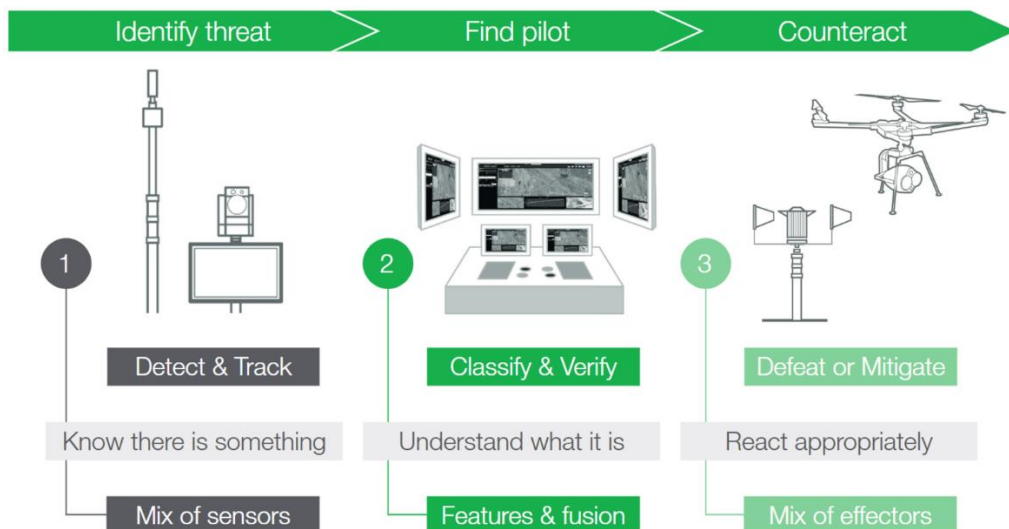 Identify threat
Find pilot
Counteract
1
2
3
Detect & Track
Classify & Verify
Defeat or Mitigate
Know there is something
Understand what it is
React appropriately
Mix of sensors
Features & fusion
Mix of effectors